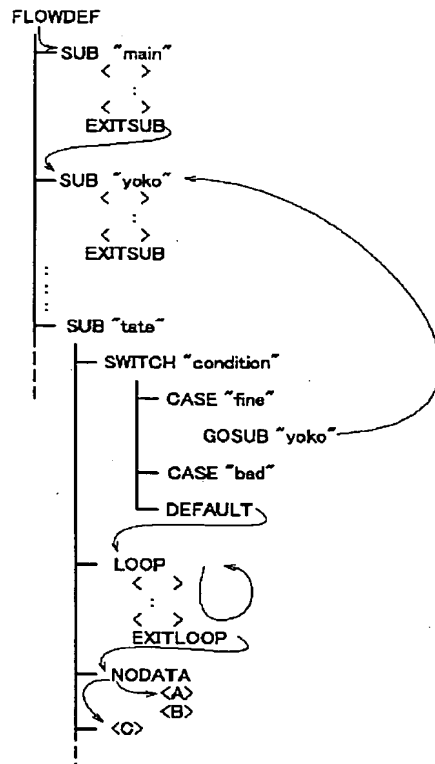 FLOWDEF
SUB "main"
< >
:
< >
EXITSUB
SUB "yoko"
< >
:
< >
EXITSUB
SUB "tate"
SWITCH "condition"
CASE "fine"
GOSUB "yoko"
CASE "bad"
DEFAULT
LOOP
< >
:
< >
EXITLOOP
NODATA
<A>
<B>
<C>